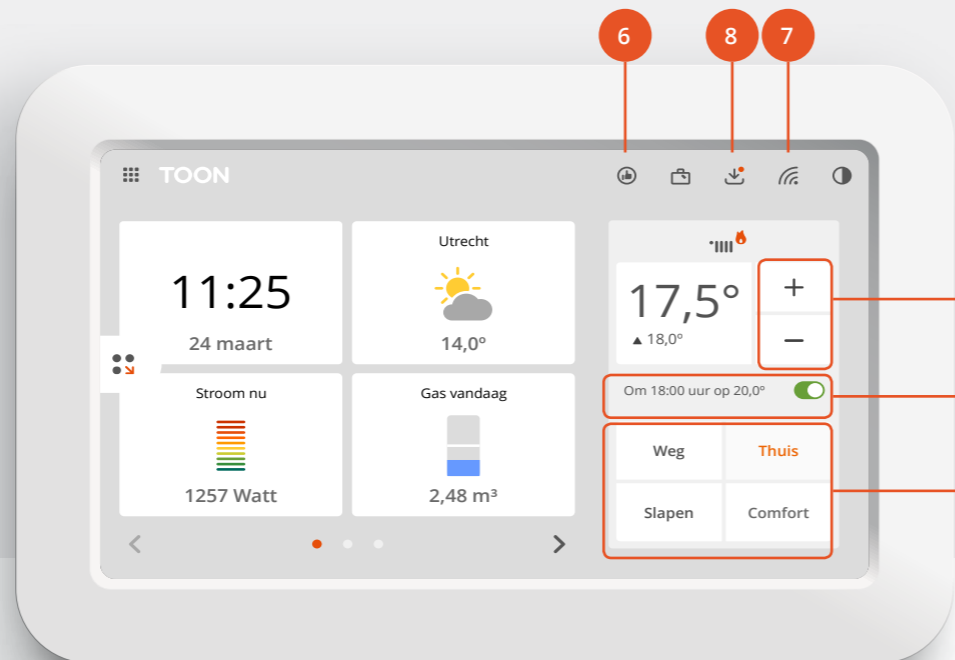 6
8
7
TOON
11:25
24 maart
Utrecht
14,0°
17,5°
▲ 18,0°
+
−
Om 18:00 uur op 20,0°
Stroom nu
1257 Watt
Gas vandaag
2,48 m³
Weg
Thuis
Slapen
Comfort